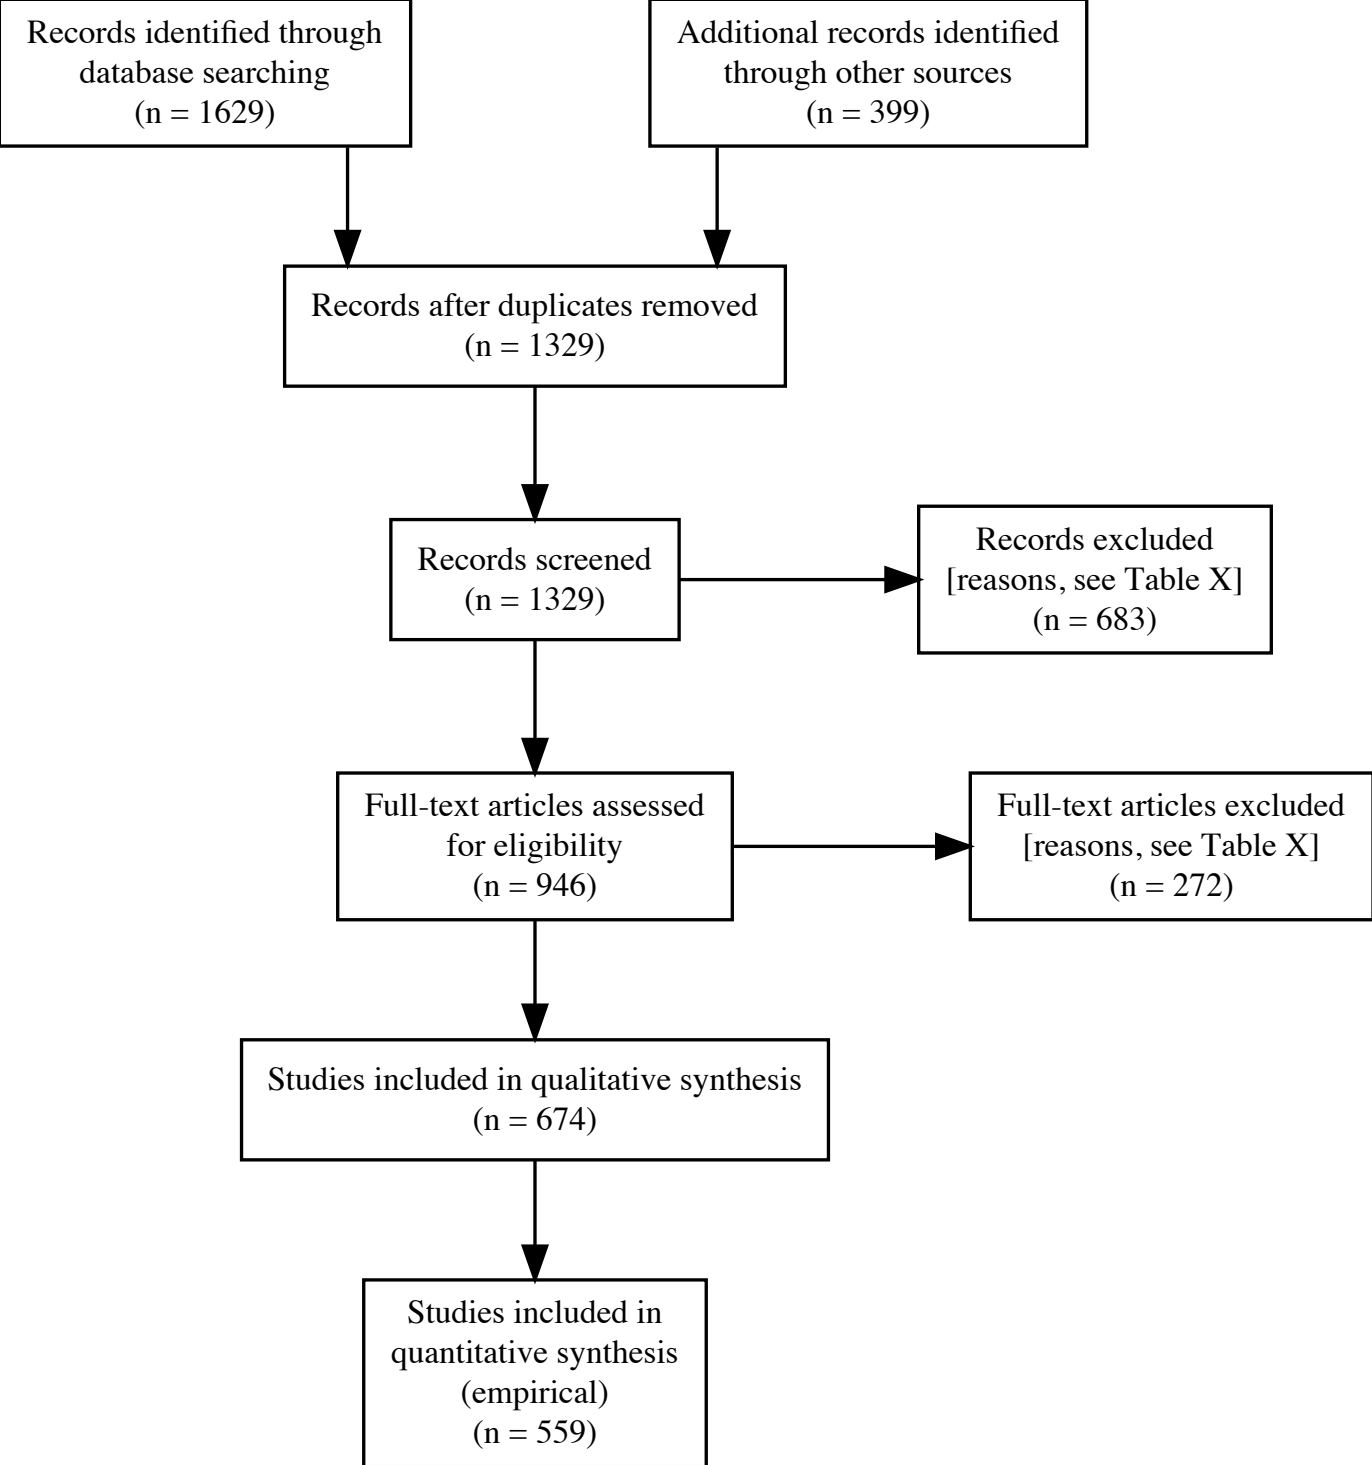 Records identified through
database searching
(n = 1629)
Additional records identified
through other sources
(n = 399)
Records after duplicates removed
(n = 1329)
Records screened
(n = 1329)
Records excluded
[reasons, see Table X]
(n = 683)
Full-text articles assessed
for eligibility
(n = 946)
Full-text articles excluded
[reasons, see Table X]
(n = 272)
Studies included in qualitative synthesis
(n = 674)
Studies included in
quantitative synthesis
(empirical)
(n = 559)